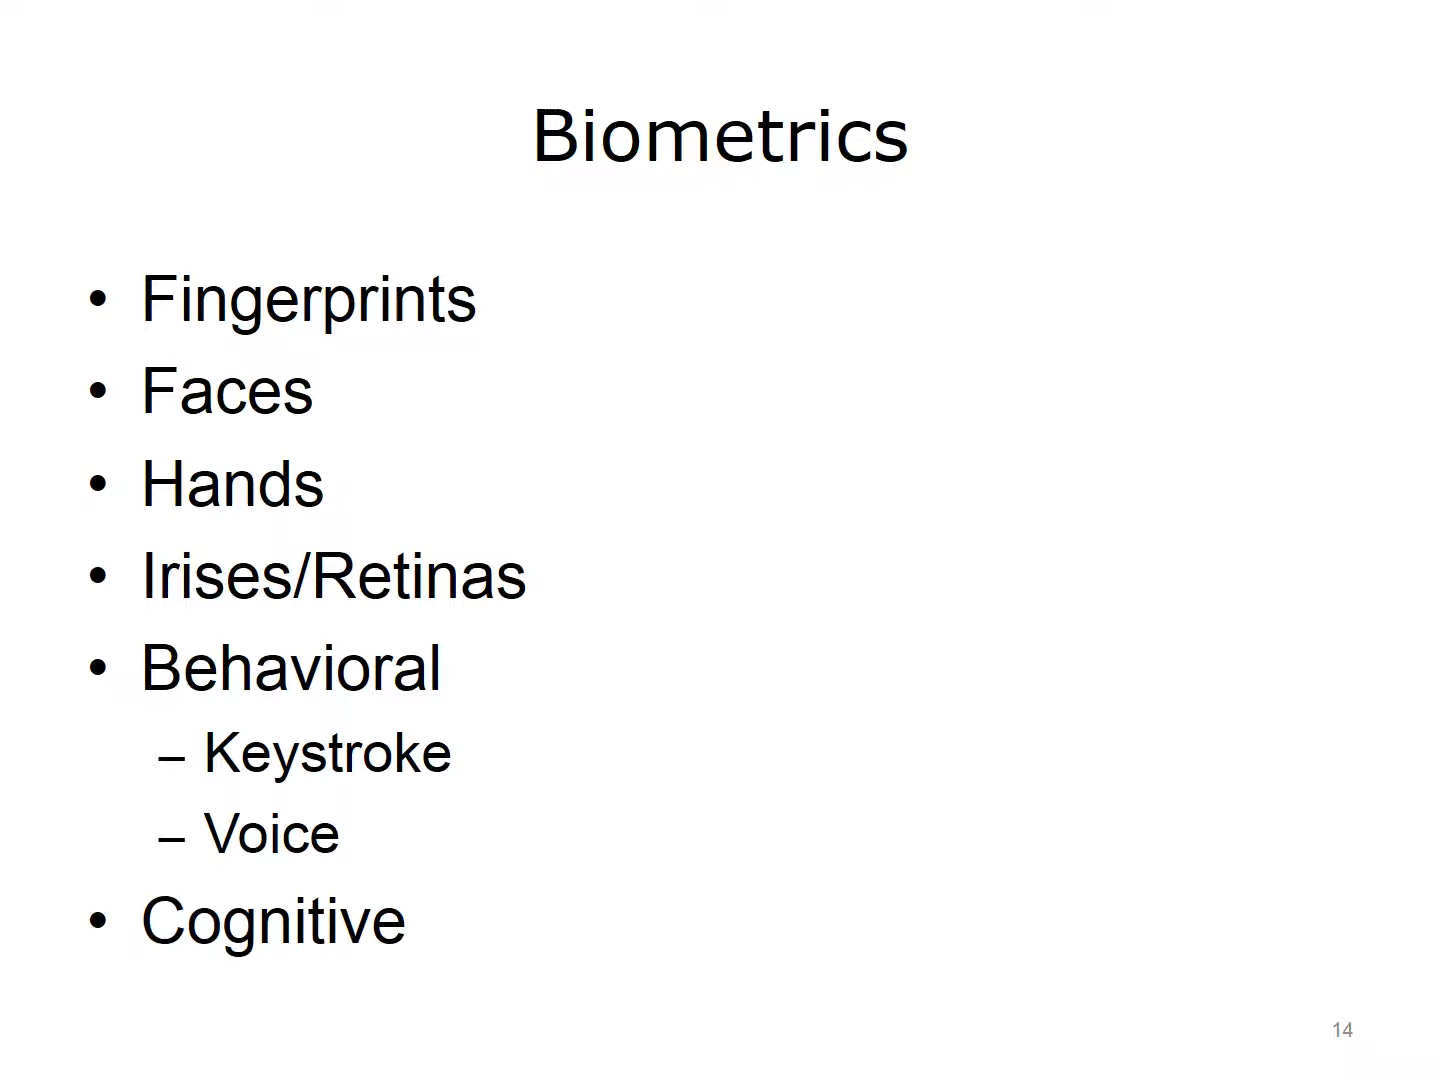 Biometrics
• Fingerprints
• Faces
• Hands
• Irises/Retinas
• Behavioral
– Keystroke
– Voice
• Cognitive
14